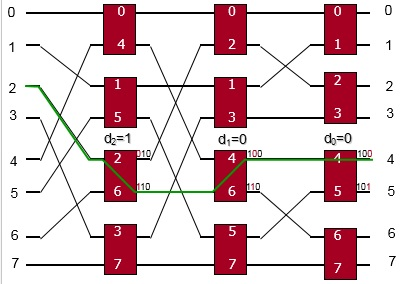 0 0 0 0 0
1 4 2 1 1
2 1 1 2 2
3 5 3 3 3
d₂=1 d₁=0 d₀=0
4 2 010 4 100 4 100 4
5 6 110 6 110 5 101 5
6 3 5 6 6
7 7 7 7 7